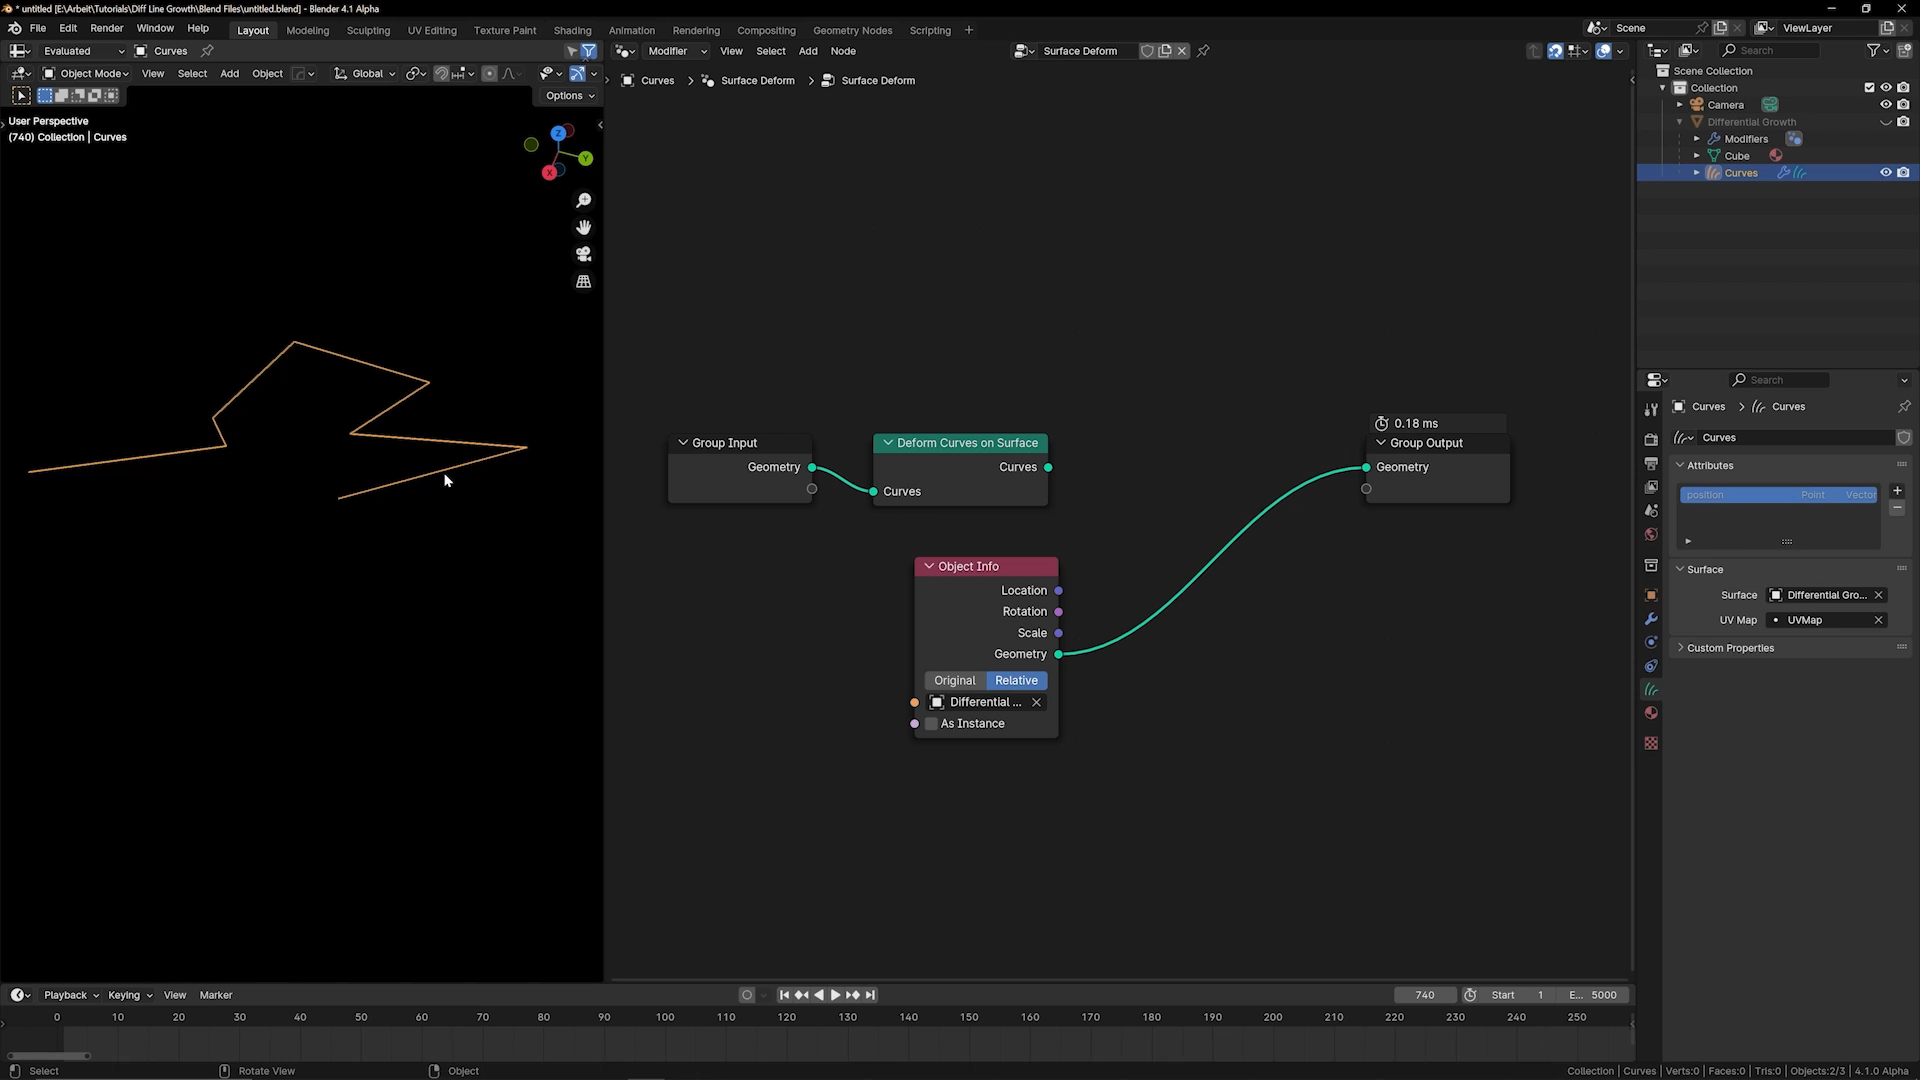 * untitled [E:\Arbeit\Tutorials\Diff Line Growth\Blend Files\untitled.blend] - Blender 4.1 Alpha
File Edit Render Window Help Layout Modeling Sculpting UV Editing Texture Paint Shading Animation Rendering Compositing Geometry Nodes Scripting + Scene ViewLayer
Evaluated Curves Modifier View Select Add Node Surface Deform Search
Object Mode View Select Add Object Global
Options
Curves > Surface Deform > Surface Deform
User Perspective
(740) Collection | Curves
Z
Y
X
Scene Collection
Collection
Camera
Differential Growth
Modifiers
Cube
Curves
Search
Curves > Curves
Curves
Attributes
position Point Vector
Surface
Surface Differential Gro...
UV Map UVMap
Custom Properties
Group Input
Geometry
Deform Curves on Surface
Curves
Curves
0.18 ms
Group Output
Geometry
Object Info
Location
Rotation
Scale
Geometry
Original Relative
Differential ...
As Instance
Playback Keying View Marker 740 Start 1 E... 5000
0 10 20 30 40 50 60 70 80 90 100 110 120 130 140 150 160 170 180 190 200 210 220 230 240 250
Select Rotate View Object Collection | Curves | Verts:0 | Faces:0 | Tris:0 | Objects:2/3 | 4.1.0 Alpha